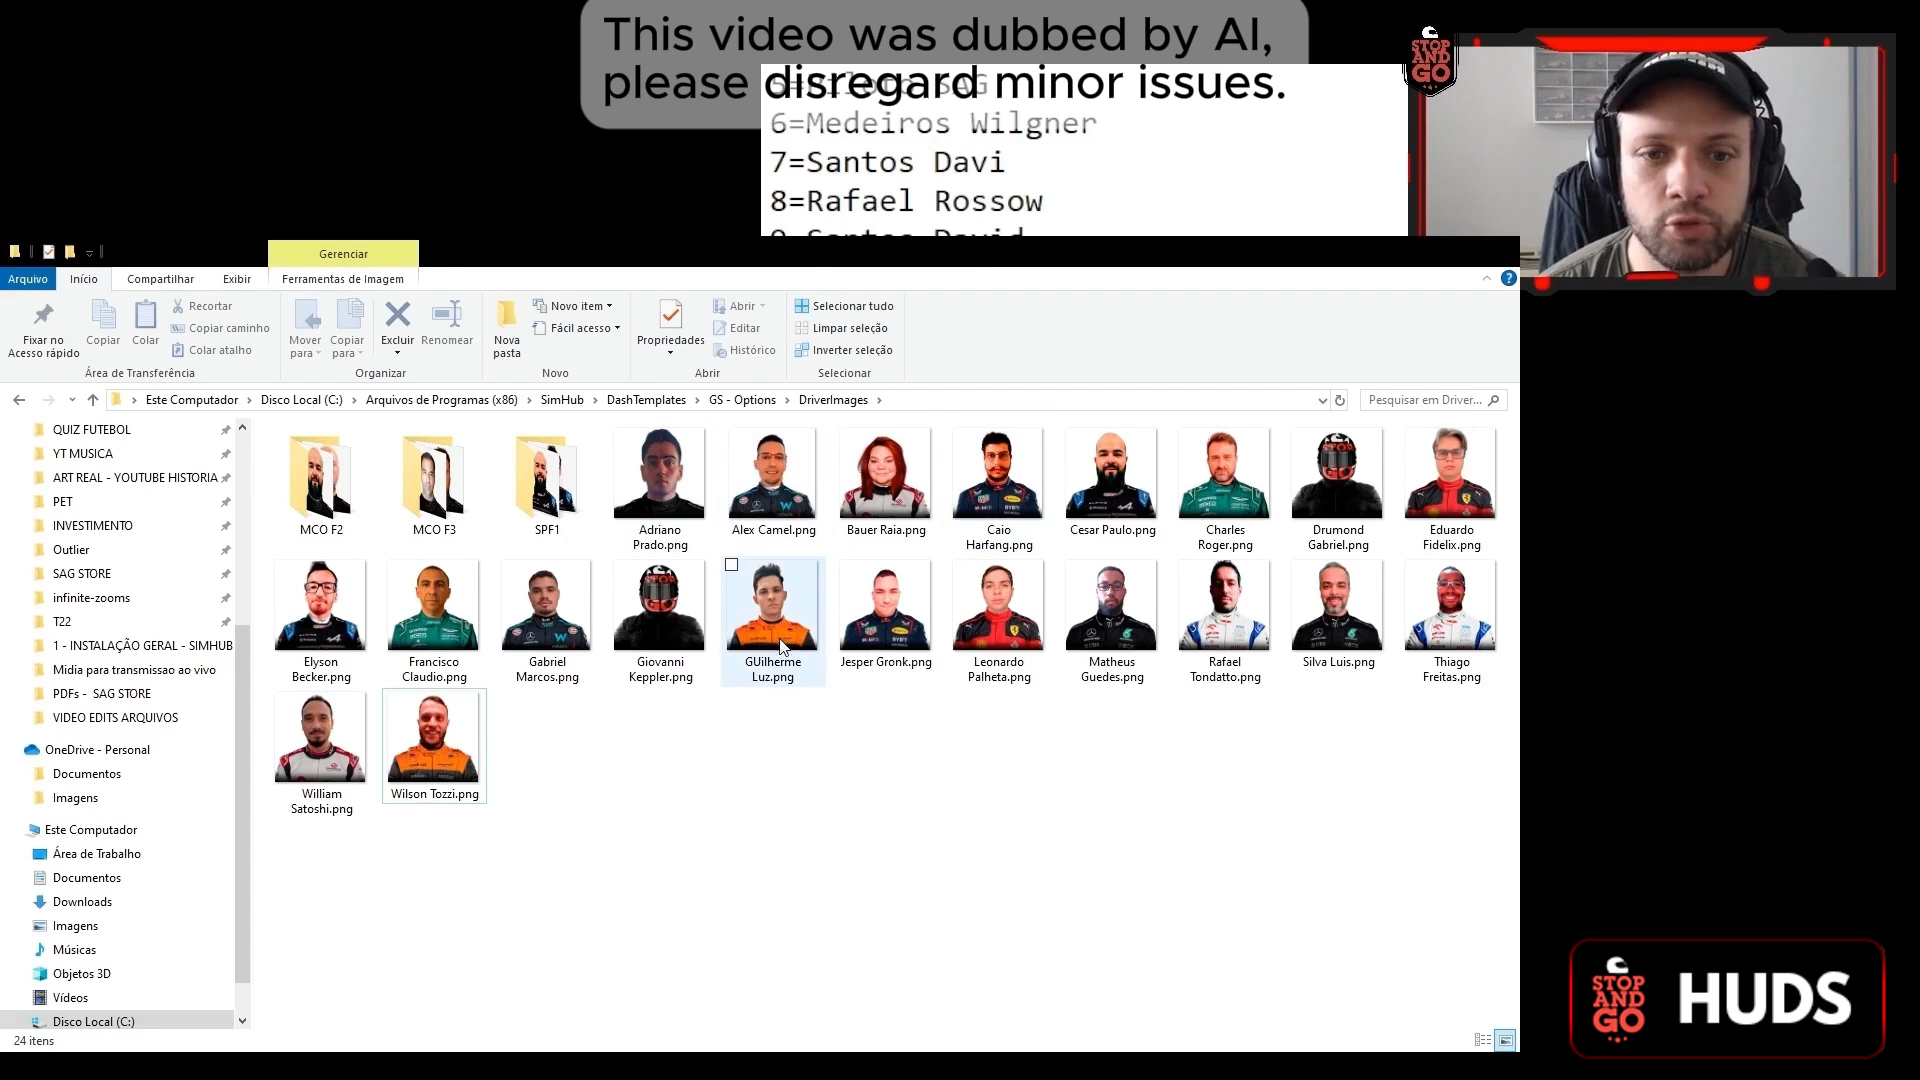 This video was dubbed by AI,
please disregard minor issues.
6=Medeiros Wilgner
7=Santos Davi
8=Rafael Rossow
STOP
AND
GO
Gerenciar
Arquivo
Início
Compartilhar
Exibir
Ferramentas de Imagem
Fixar no
Acesso rápido
Copiar
Colar
Recortar
Copiar caminho
Colar atalho
Área de Transferência
Mover
para
Copiar
para
Excluir
Renomear
Organizar
Nova
pasta
Novo item
Fácil acesso
Novo
Propriedades
Abrir
Editar
Histórico
Abrir
Selecionar tudo
Limpar seleção
Inverter seleção
Selecionar
Este Computador > Disco Local (C:) > Arquivos de Programas (x86) > SimHub > DashTemplates > GS - Options > DriverImages >
Pesquisar em Driver...
QUIZ FUTEBOL
YT MUSICA
ART REAL - YOUTUBE HISTORIA
PET
INVESTIMENTO
Outlier
SAG STORE
infinite-zooms
T22
1 - INSTALAÇÃO GERAL - SIMHUB
Midia para transmissao ao vivo
PDFs - SAG STORE
VIDEO EDITS ARQUIVOS
OneDrive - Personal
Documentos
Imagens
Este Computador
Área de Trabalho
Documentos
Downloads
Imagens
Músicas
Objetos 3D
Vídeos
Disco Local (C:)
MCO F2
MCO F3
SPF1
Adriano
Prado.png
Alex Camel.png
Bauer Raia.png
Caio
Harfang.png
Cesar Paulo.png
Charles
Roger.png
Drumond
Gabriel.png
Eduardo
Fidelix.png
Elyson
Becker.png
Francisco
Claudio.png
Gabriel
Marcos.png
Giovanni
Keppler.png
GUilherme
Luz.png
Jesper Gronk.png
Leonardo
Palheta.png
Matheus
Guedes.png
Rafael
Tondatto.png
Silva Luis.png
Thiago
Freitas.png
William
Satoshi.png
Wilson Tozzi.png
24 itens
STOP
AND
GO
HUDS